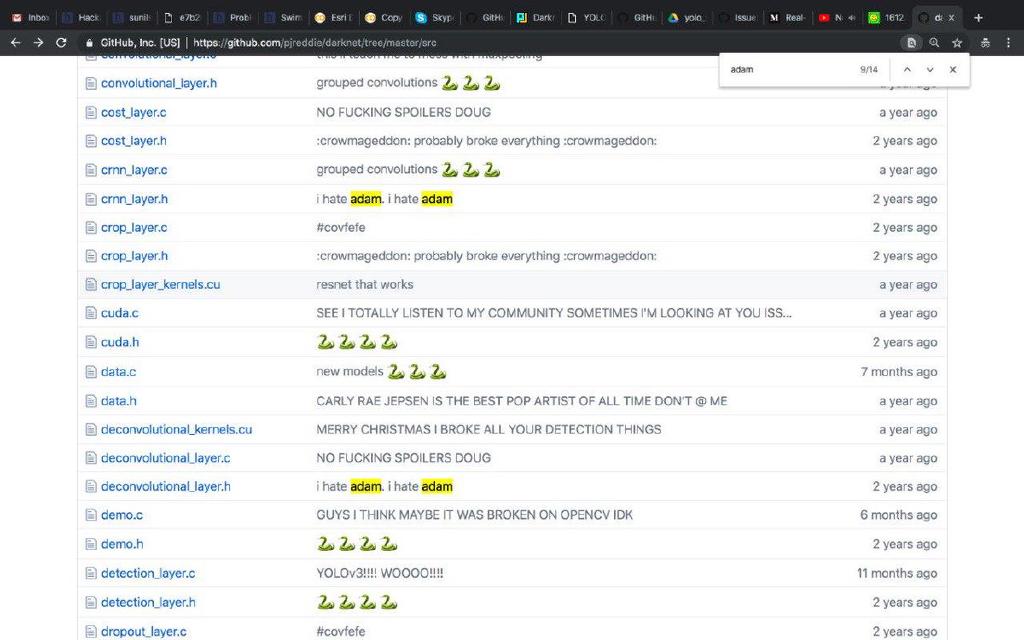 Inbo Hack sunils e7b2 Probl Swim Esri D Copy Skyp GitH Darkn YOLO GitHu yolo_ Issue Real- N 1612. da
GitHub, Inc. [US] https://github.com/pjreddie/darknet/tree/master/src
adam 9/14
convolutional_layer.h grouped convolutions 🐍 🐍 🐍 a year ago
cost_layer.c NO FUCKING SPOILERS DOUG a year ago
cost_layer.h :crowmageddon: probably broke everything :crowmageddon: 2 years ago
crnn_layer.c grouped convolutions 🐍 🐍 🐍 a year ago
crnn_layer.h i hate adam. i hate adam 2 years ago
crop_layer.c #covfefe 2 years ago
crop_layer.h :crowmageddon: probably broke everything :crowmageddon: 2 years ago
crop_layer_kernels.cu resnet that works a year ago
cuda.c SEE I TOTALLY LISTEN TO MY COMMUNITY SOMETIMES I'M LOOKING AT YOU ISS... a year ago
cuda.h 🐍 🐍 🐍 🐍 2 years ago
data.c new models 🐍 🐍 🐍 7 months ago
data.h CARLY RAE JEPSEN IS THE BEST POP ARTIST OF ALL TIME DON'T @ ME a year ago
deconvolutional_kernels.cu MERRY CHRISTMAS I BROKE ALL YOUR DETECTION THINGS a year ago
deconvolutional_layer.c NO FUCKING SPOILERS DOUG a year ago
deconvolutional_layer.h i hate adam. i hate adam 2 years ago
demo.c GUYS I THINK MAYBE IT WAS BROKEN ON OPENCV IDK 6 months ago
demo.h 🐍 🐍 🐍 🐍 2 years ago
detection_layer.c YOLOv3!!!! WOOOO!!!! 11 months ago
detection_layer.h 🐍 🐍 🐍 🐍 2 years ago
dropout_layer.c #covfefe 2 years ago